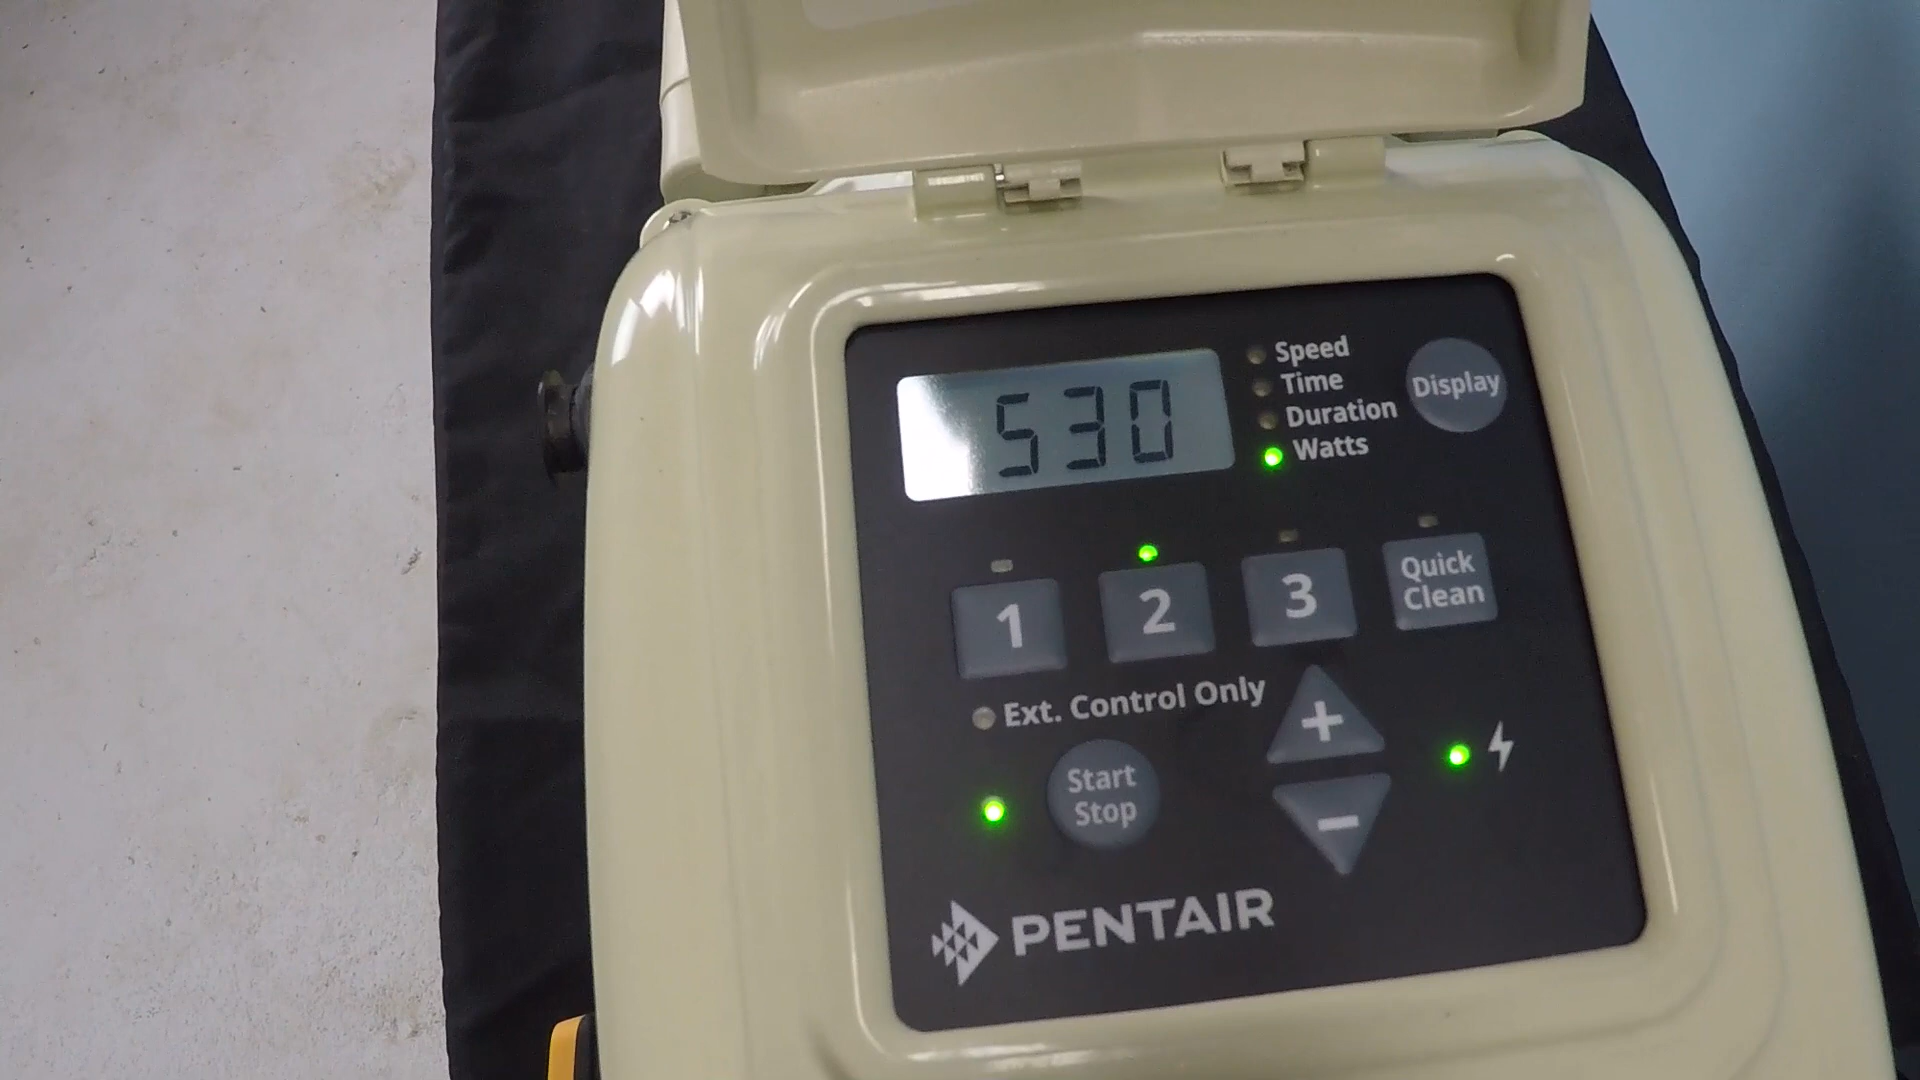 530
Speed
Time
Duration
Watts
Display
1
2
3
Quick
Clean
Ext. Control Only
+
Start
Stop
−
PENTAIR